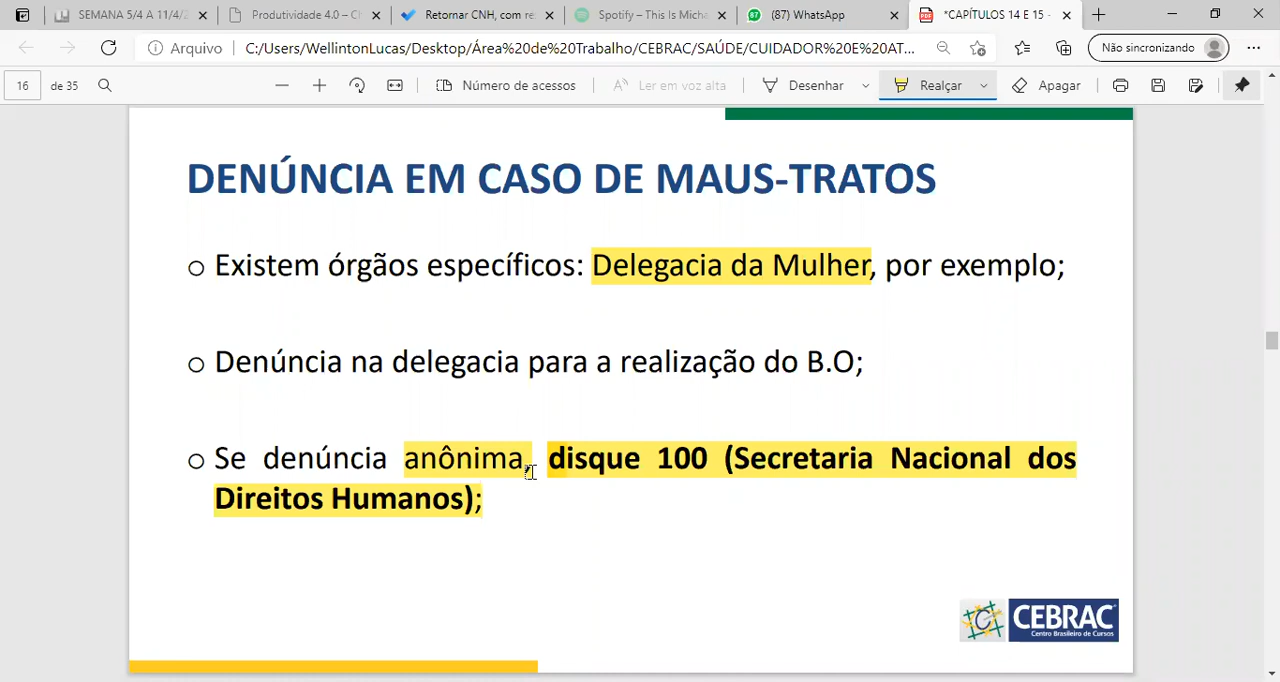 SEMANA 5/4 A 11/4/2
Produtividade 4.0 – C
Retornar CNH, com re
Spotify – This Is Micha
(87) WhatsApp
*CAPÍTULOS 14 E 15 -
Arquivo
C:/Users/WellintonLucas/Desktop/Área%20de%20Trabalho/CEBRAC/SAÚDE/CUIDADOR%20E%20AT...
Não sincronizando
16 de 35
Número de acessos
Ler em voz alta
Desenhar
Realçar
Apagar
DENÚNCIA EM CASO DE MAUS-TRATOS
o Existem órgãos específicos: Delegacia da Mulher, por exemplo;
o Denúncia na delegacia para a realização do B.O;
o Se denúncia anônima, disque 100 (Secretaria Nacional dos
Direitos Humanos);
CEBRAC
Centro Brasileiro de Cursos